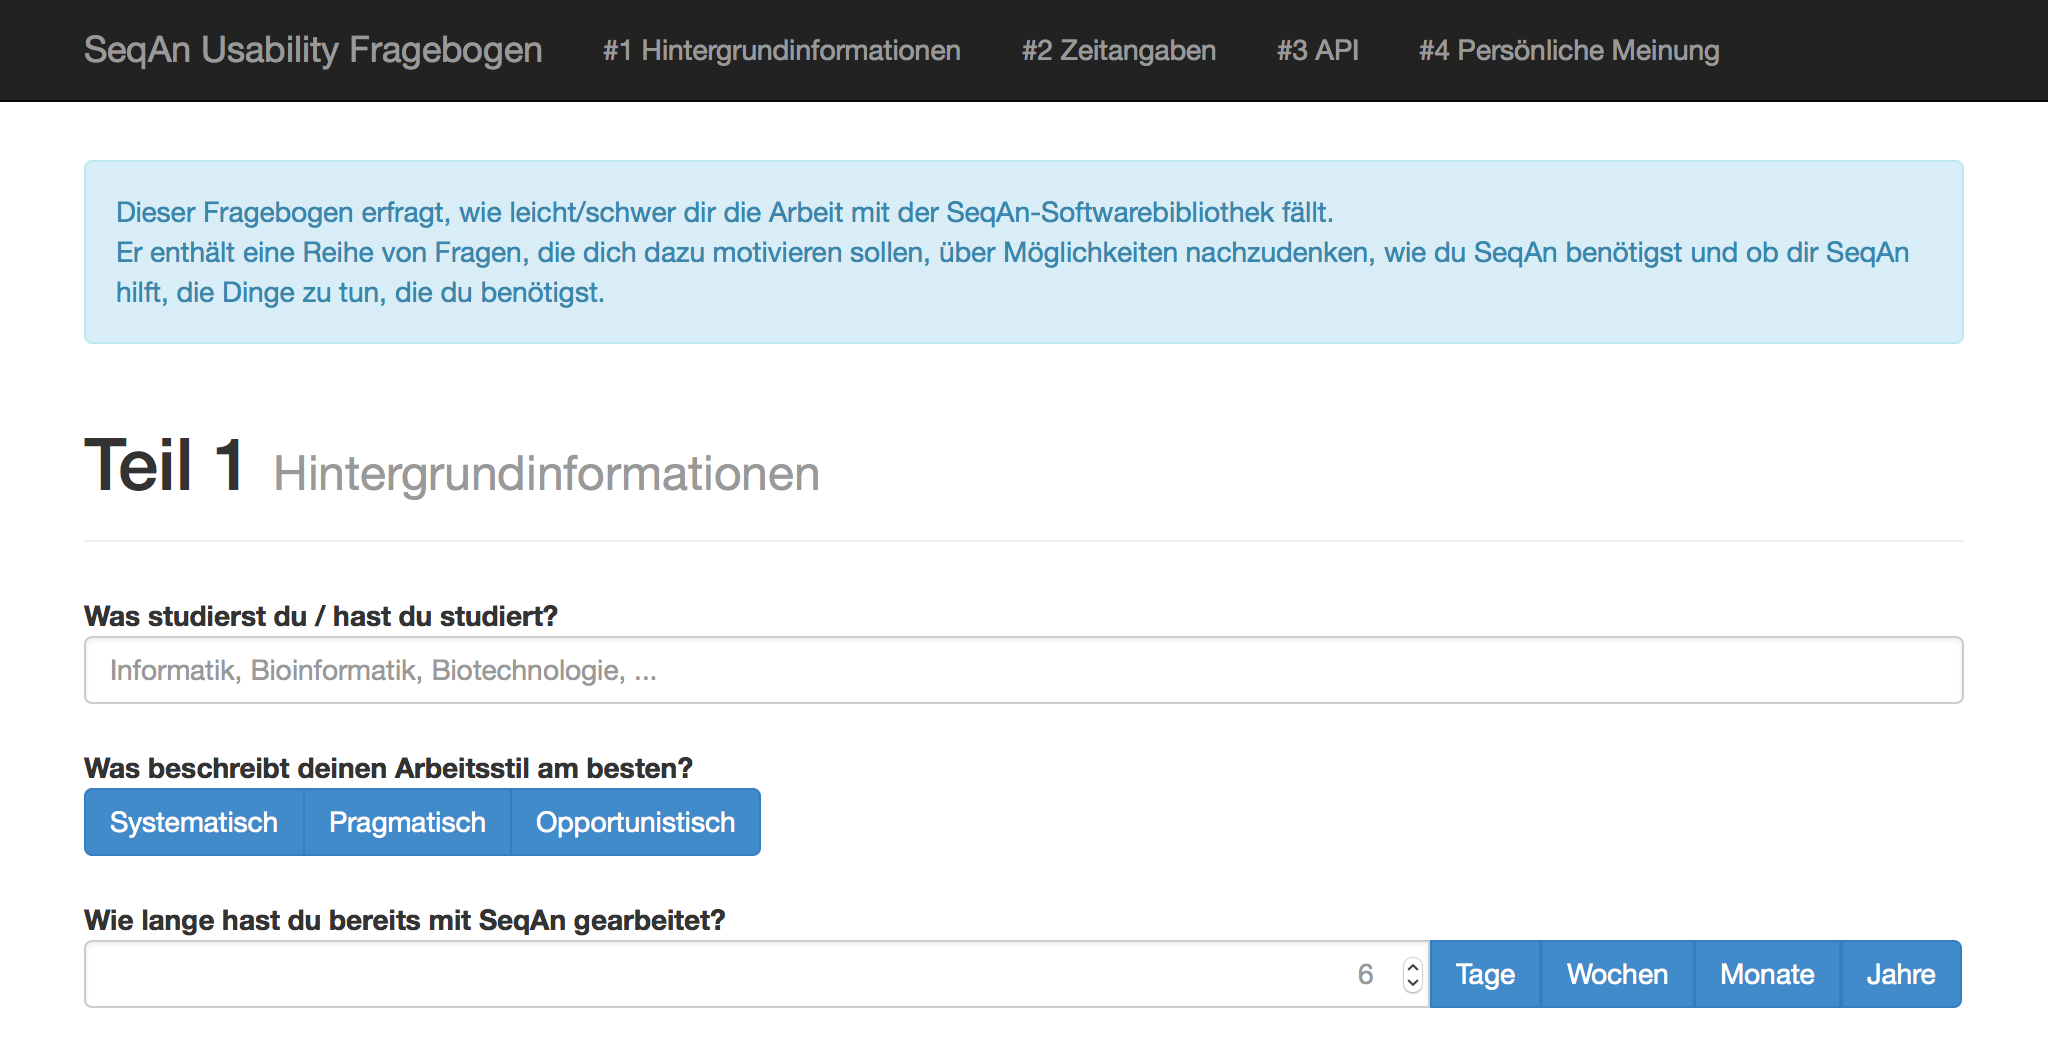 SeqAn Usability Fragebogen #1 Hintergrundinformationen #2 Zeitangaben #3 API #4 Persönliche Meinung
Dieser Fragebogen erfragt, wie leicht/schwer dir die Arbeit mit der SeqAn-Softwarebibliothek fällt.
Er enthält eine Reihe von Fragen, die dich dazu motivieren sollen, über Möglichkeiten nachzudenken, wie du SeqAn benötigst und ob dir SeqAn
hilft, die Dinge zu tun, die du benötigst.
Teil 1 Hintergrundinformationen
Was studierst du / hast du studiert?
Informatik, Bioinformatik, Biotechnologie, ...
Was beschreibt deinen Arbeitsstil am besten?
Systematisch Pragmatisch Opportunistisch
Wie lange hast du bereits mit SeqAn gearbeitet?
6 Tage Wochen Monate Jahre